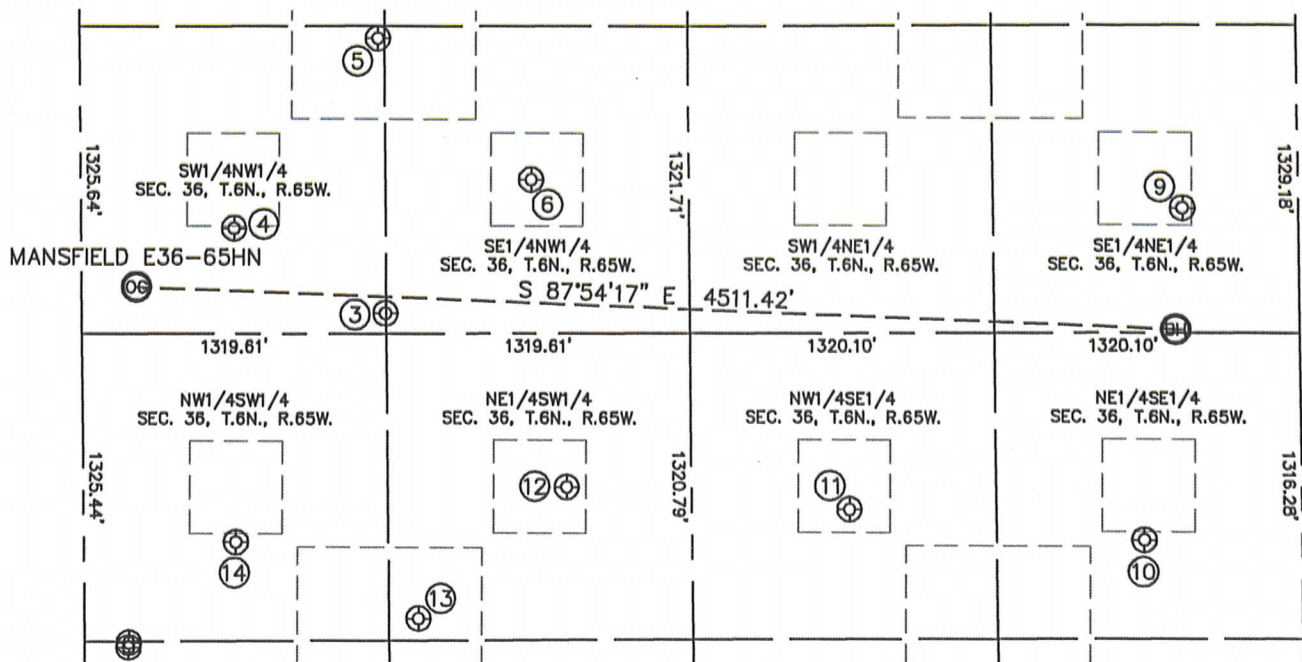 5
1325.64'
SW1/4NW1/4
SEC. 36, T.6N., R.65W.
4
6
1321.71'
9
1329.18'
MANSFIELD E36-65HN
SE1/4NW1/4
SEC. 36, T.6N., R.65W.
SW1/4NE1/4
SEC. 36, T.6N., R.65W.
SE1/4NE1/4
SEC. 36, T.6N., R.65W.
OG
S 87°54'17" E 4511.42'
3
BH
1319.61'
1319.61'
1320.10'
1320.10'
NW1/4SW1/4
SEC. 36, T.6N., R.65W.
NE1/4SW1/4
SEC. 36, T.6N., R.65W.
NW1/4SE1/4
SEC. 36, T.6N., R.65W.
NE1/4SE1/4
SEC. 36, T.6N., R.65W.
1325.44'
12
1320.79'
11
1316.28'
14
10
13